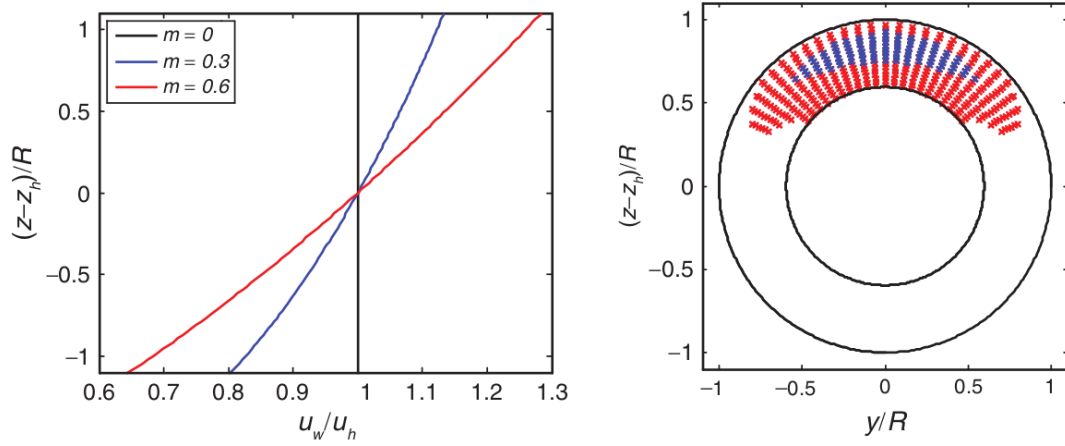 1
0.5
0
−0.5
−1
(z−z_h)/R
m = 0
m = 0.3
m = 0.6
0.6 0.7 0.8 0.9 1 1.1 1.2 1.3
u_w/u_h
1
0.5
0
−0.5
−1
(z−z_h)/R
−1 −0.5 0 0.5 1
y/R